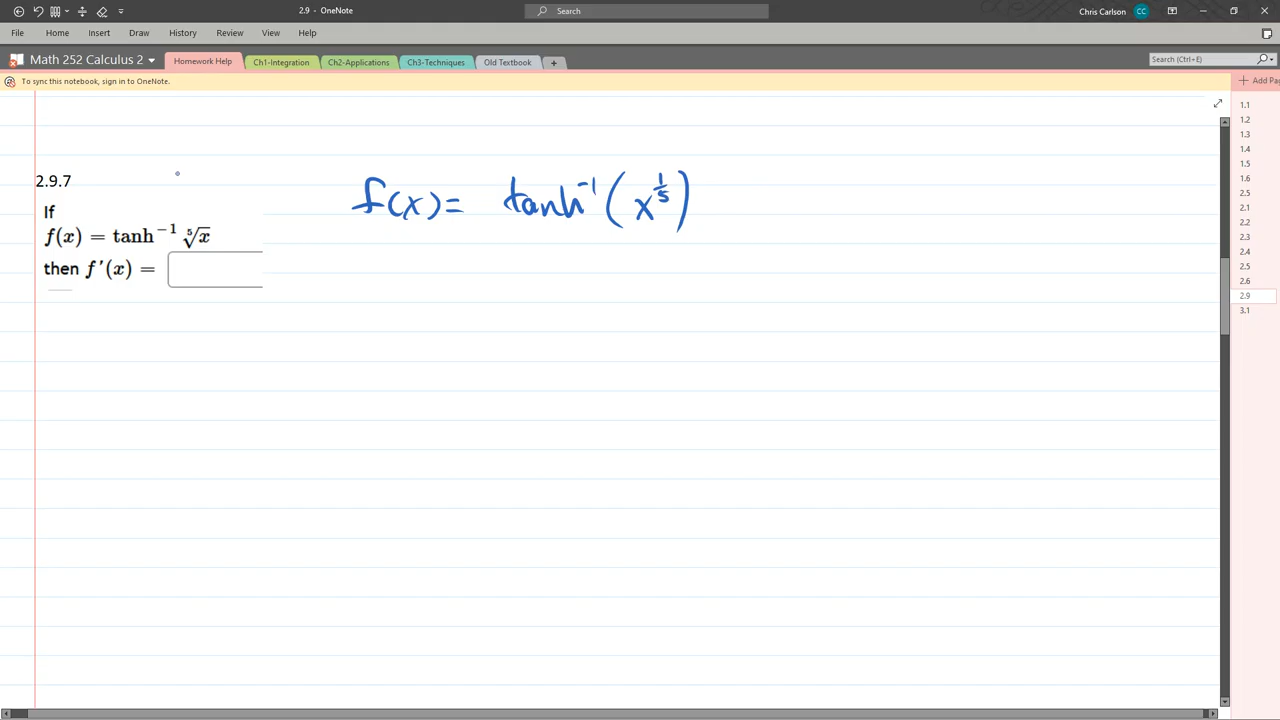 2.9 - OneNote
Search
Chris Carlson CC
File Home Insert Draw History Review View Help
Math 252 Calculus 2 Homework Help Ch1-Integration Ch2-Applications Ch3-Techniques Old Textbook + Search (Ctrl+E)
To sync this notebook, sign in to OneNote.
+ Add Pag
1.1
1.2
1.3
1.4
1.5
1.6
2.5
2.1
2.2
2.3
2.4
2.5
2.6
2.9
3.1
2.9.7
If
f(x) = tanh⁻¹ ⁵√x
then f'(x) =
f(x) = tanh⁻¹(x^{1/5})